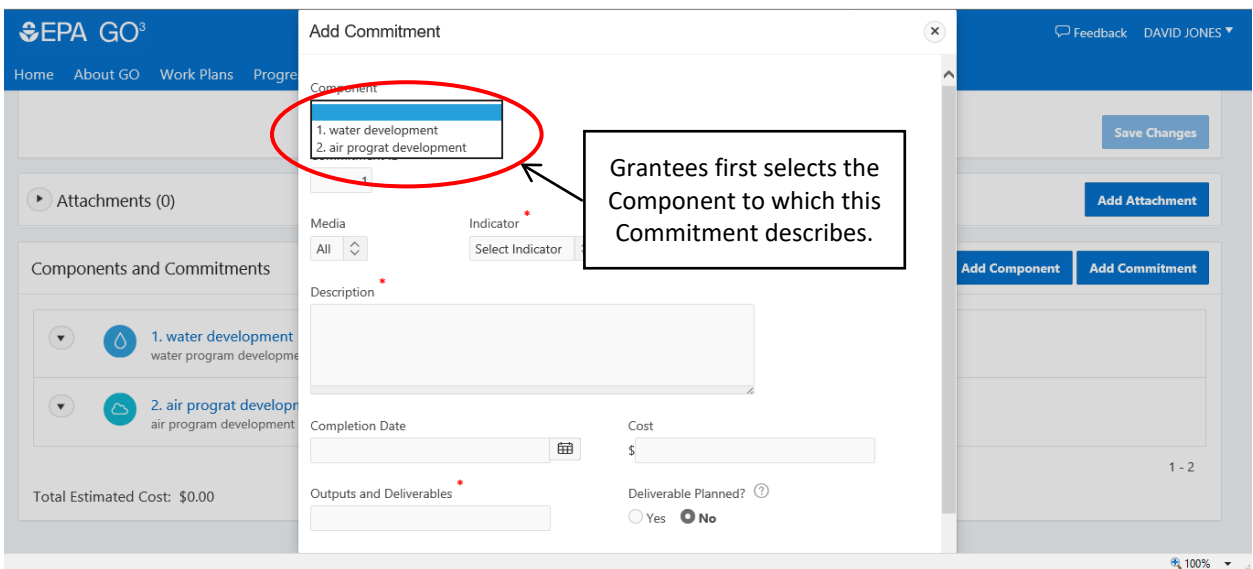 EPA GO³
Feedback DAVID JONES
Home About GO Work Plans Progre
Save Changes
Attachments (0)
Add Attachment
Components and Commitments
Add Component Add Commitment
1. water development
water program developme
2. air prograt developm
air program development
1 - 2
Total Estimated Cost: $0.00
Add Commitment
Component
1. water development
2. air prograt development
1
Media Indicator *
All Select Indicator
Description *
Completion Date Cost
$
Outputs and Deliverables * Deliverable Planned? ?
Yes No
Grantees first selects the
Component to which this
Commitment describes.
100%